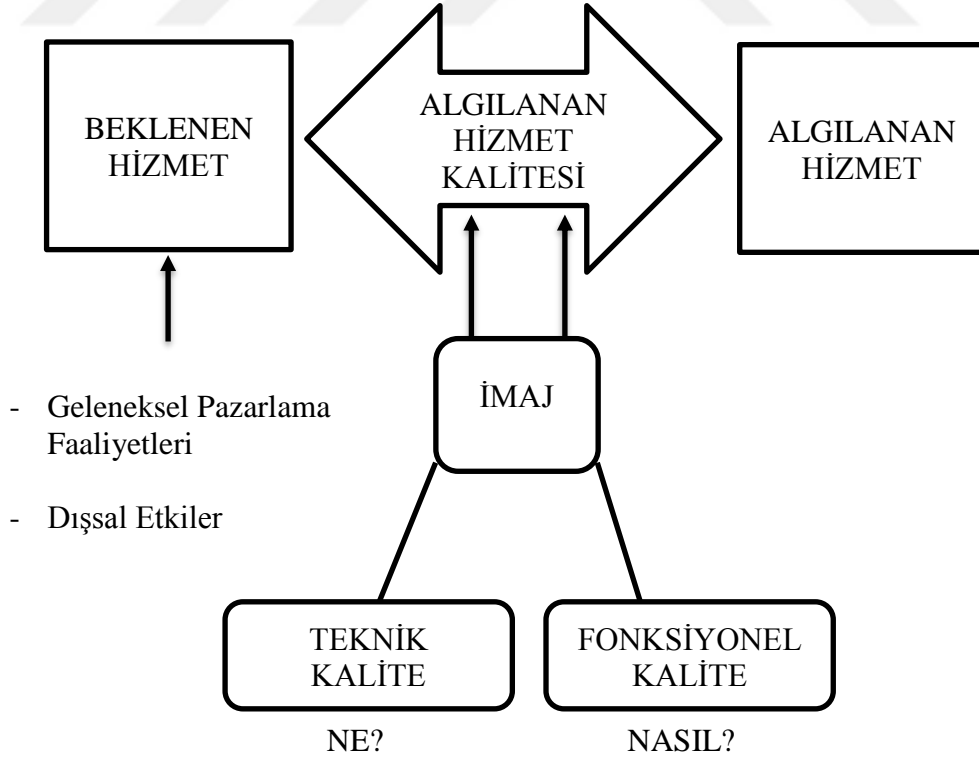 BEKLENEN
HİZMET
ALGILANAN
HİZMET
KALİTESİ
ALGILANAN
HİZMET
İMAJ
- Geleneksel Pazarlama
Faaliyetleri
- Dışsal Etkiler
TEKNİK
KALİTE
FONKSİYONEL
KALİTE
NE?
NASIL?